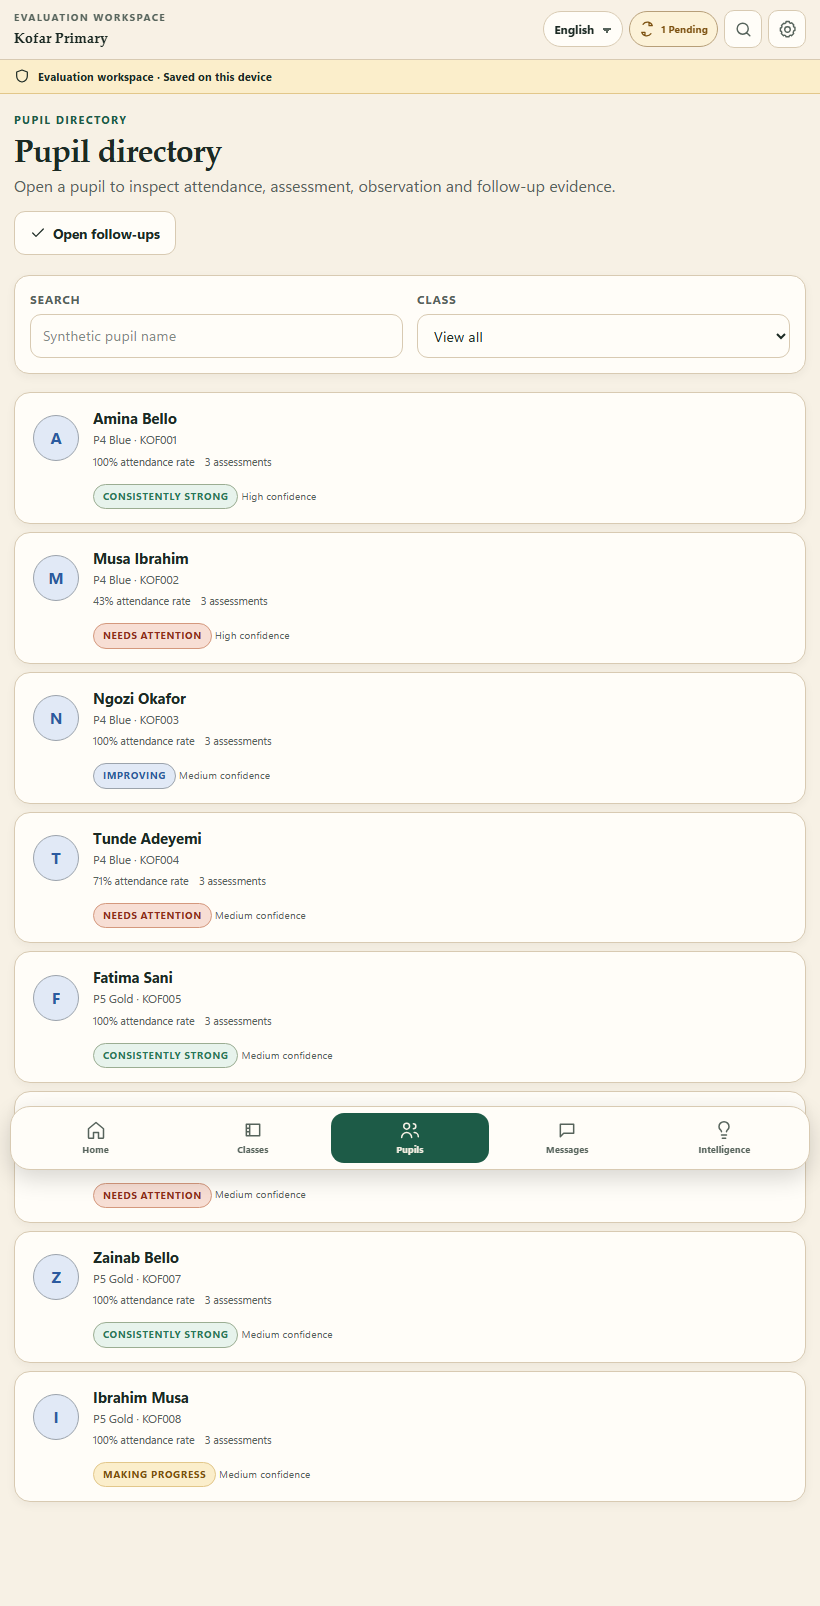 EVALUATION WORKSPACE
Kofar Primary
English
1 Pending
Evaluation workspace · Saved on this device
PUPIL DIRECTORY
Pupil directory
Open a pupil to inspect attendance, assessment, observation and follow-up evidence.
Open follow-ups
SEARCH
CLASS
Synthetic pupil name
View all
A
Amina Bello
P4 Blue · KOF001
100% attendance rate 3 assessments
CONSISTENTLY STRONG High confidence
M
Musa Ibrahim
P4 Blue · KOF002
43% attendance rate 3 assessments
NEEDS ATTENTION High confidence
N
Ngozi Okafor
P4 Blue · KOF003
100% attendance rate 3 assessments
IMPROVING Medium confidence
T
Tunde Adeyemi
P4 Blue · KOF004
71% attendance rate 3 assessments
NEEDS ATTENTION Medium confidence
F
Fatima Sani
P5 Gold · KOF005
100% attendance rate 3 assessments
CONSISTENTLY STRONG Medium confidence
Home
Classes
Pupils
Messages
Intelligence
NEEDS ATTENTION Medium confidence
Z
Zainab Bello
P5 Gold · KOF007
100% attendance rate 3 assessments
CONSISTENTLY STRONG Medium confidence
I
Ibrahim Musa
P5 Gold · KOF008
100% attendance rate 3 assessments
MAKING PROGRESS Medium confidence